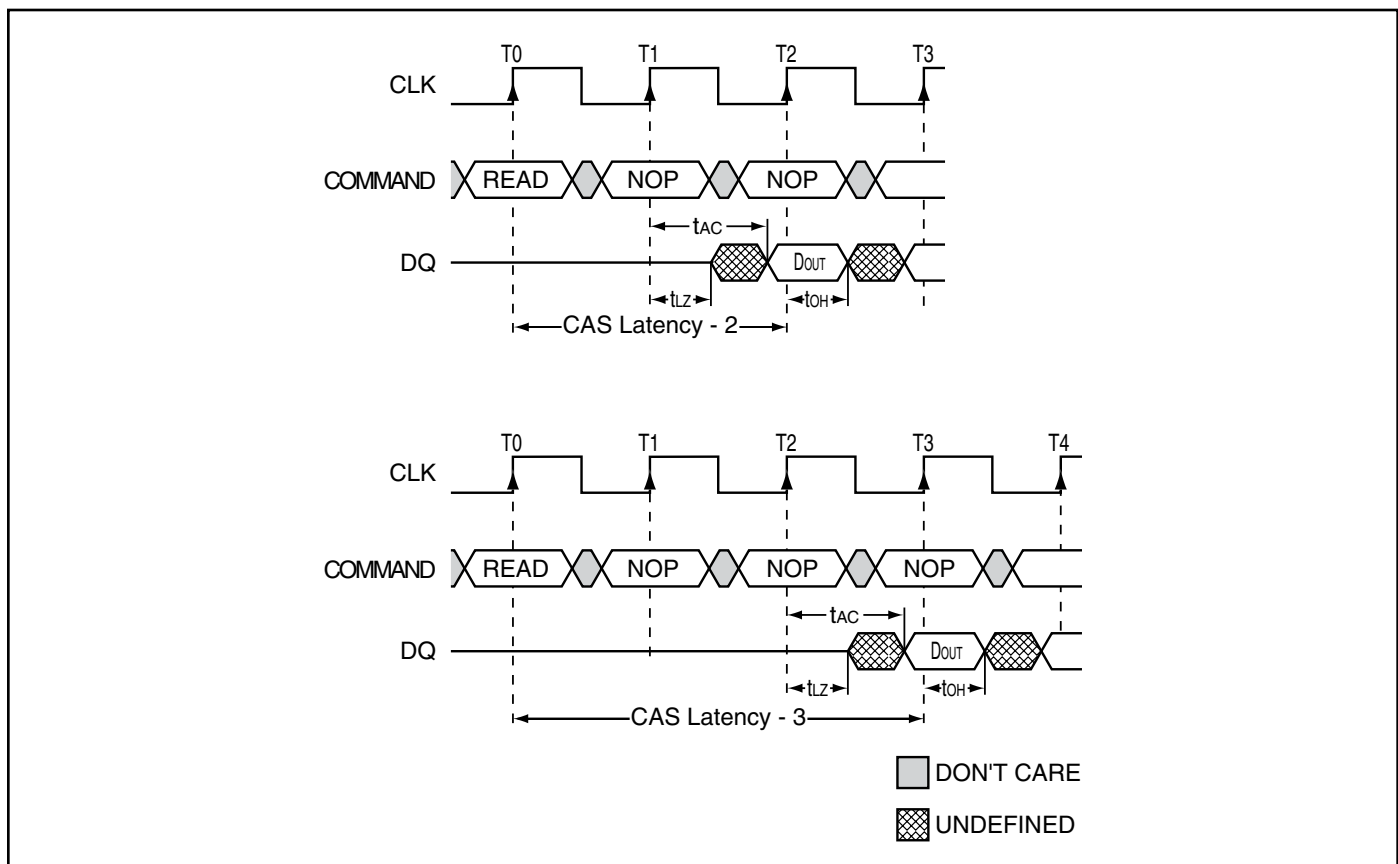 T0 T1 T2 T3
CLK
COMMAND READ NOP NOP
tAC
DQ DOUT
tLZ tOH
CAS Latency - 2
T0 T1 T2 T3 T4
CLK
COMMAND READ NOP NOP NOP
tAC
DQ DOUT
tLZ tOH
CAS Latency - 3
DON'T CARE
UNDEFINED